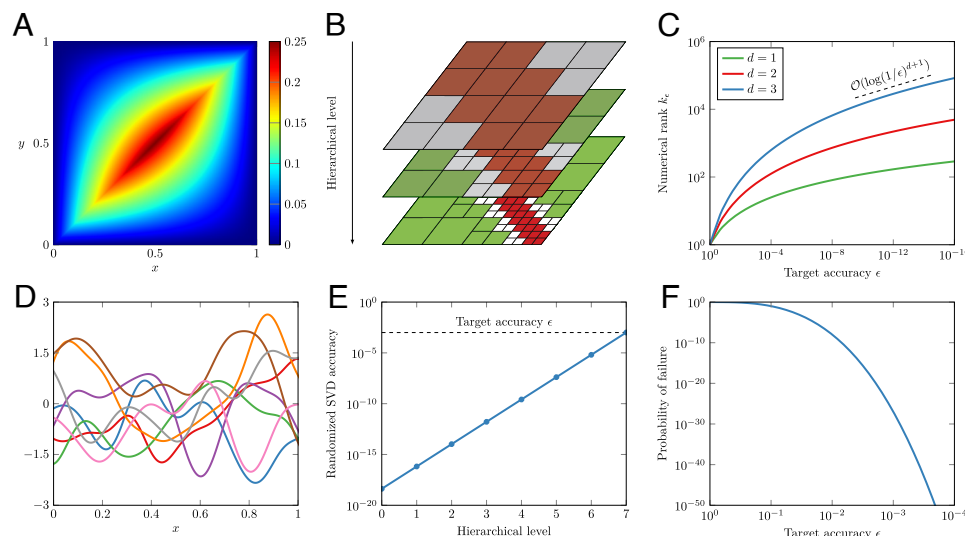 A
1
y
0.5
0
0
0.5
1
x
0.25
0.2
0.15
0.1
0.05
0
B
Hierarchical level
C
Numerical rank kϵ
10^6
10^4
10^2
10^0
d = 1
d = 2
d = 3
O(log(1/ϵ)^{d+1})
10^0 10^−4 10^−8 10^−12
Target accuracy ϵ
D
3
1.5
0
−1.5
−3
0 0.2 0.4 0.6 0.8 1
x
E
Randomized SVD accuracy
10^0
10^−5
10^−10
10^−15
10^−20
Target accuracy ϵ
0 1 2 3 4 5 6 7
Hierarchical level
F
Probability of failure
10^0
10^−10
10^−20
10^−30
10^−40
10^−50
10^0 10^−1 10^−2 10^−3 10^−4
Target accuracy ϵ